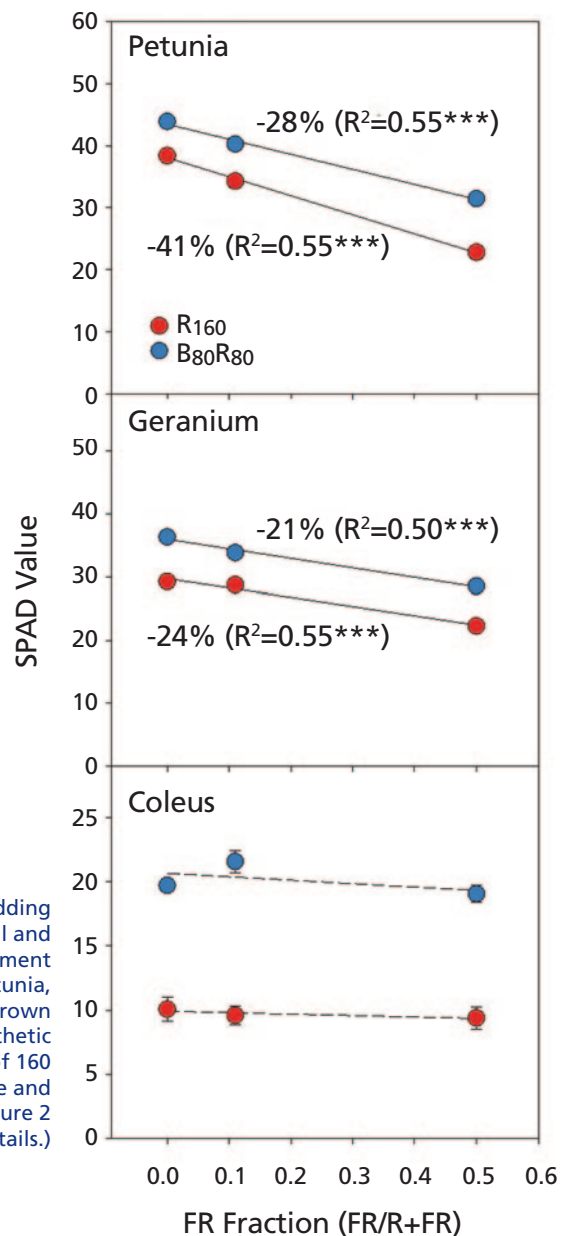 60
Petunia
50
-28% (R²=0.55***)
40
30
-41% (R²=0.55***)
20
R160
10
B80R80
0
Geranium
50
40
-21% (R²=0.50***)
30
-24% (R²=0.55***)
20
10
0
SPAD Value
Coleus
25
20
15
10
5
0
0.0 0.1 0.2 0.3 0.4 0.5 0.6
FR Fraction (FR/R+FR)
dding
l and
ment
tunia,
rown
thetic
of 160
e and
ure 2
tails.)